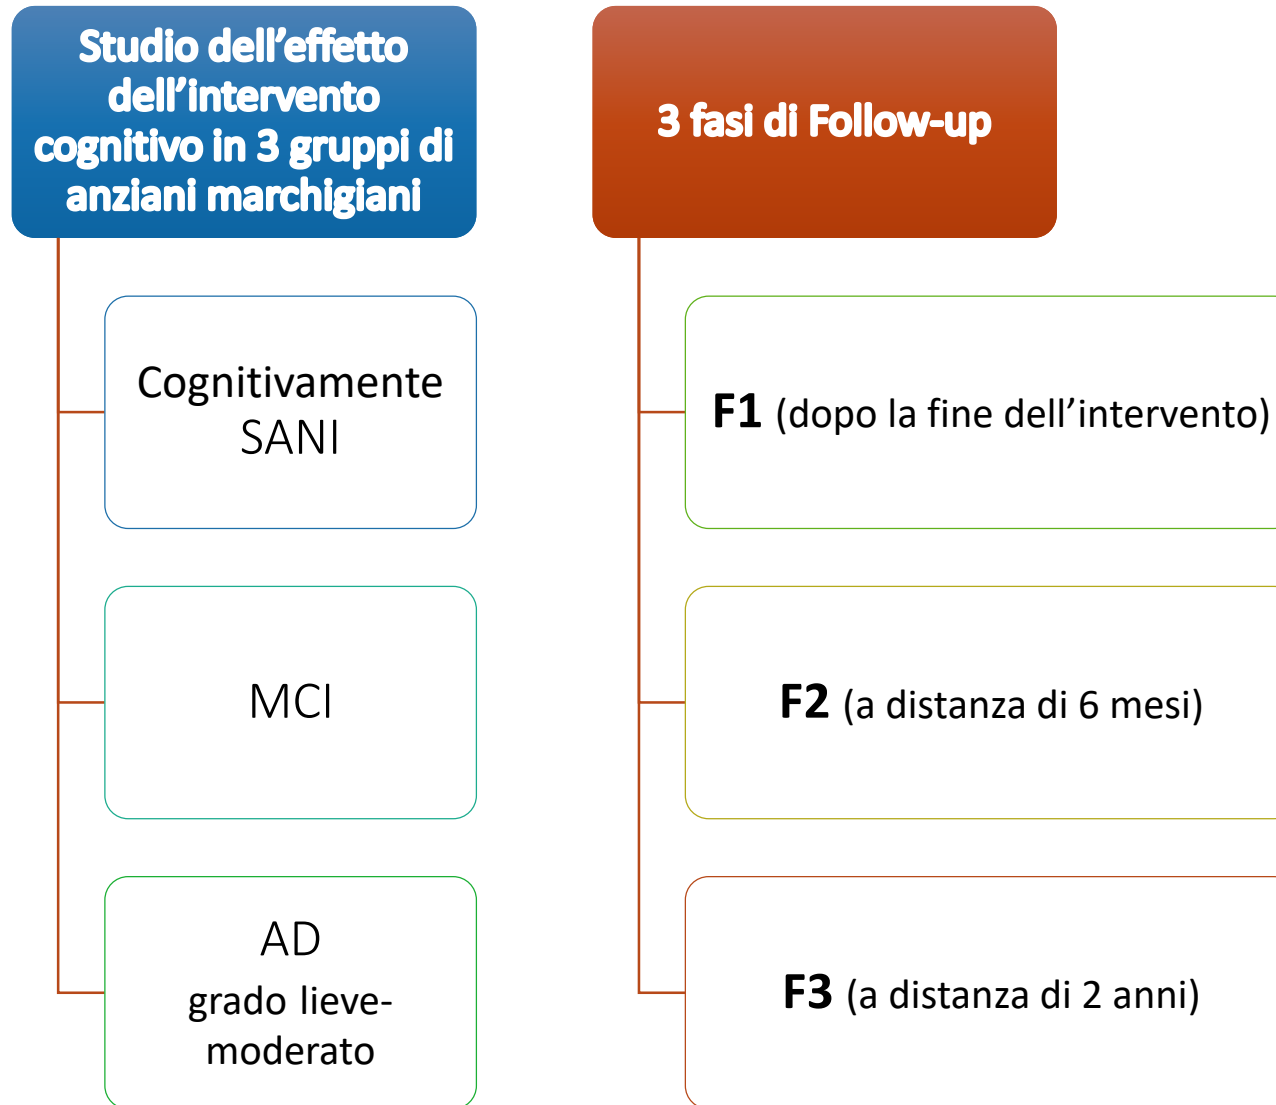 Studio dell’effetto
dell’intervento
cognitivo in 3 gruppi di
anziani marchigiani
Cognitivamente
SANI
MCI
AD
grado lieve-
moderato
3 fasi di Follow-up
F1 (dopo la fine dell’intervento)
F2 (a distanza di 6 mesi)
F3 (a distanza di 2 anni)